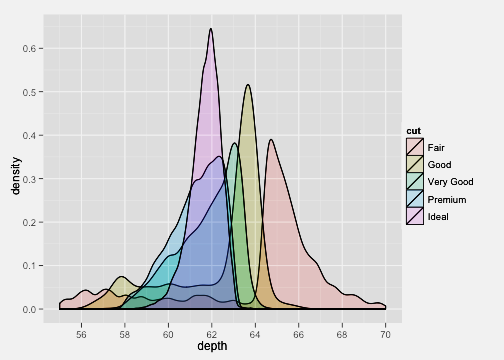 0.6
0.5
0.4
0.3
0.2
0.1
0.0
density
56 58 60 62 64 66 68 70
depth
cut
Fair
Good
Very Good
Premium
Ideal